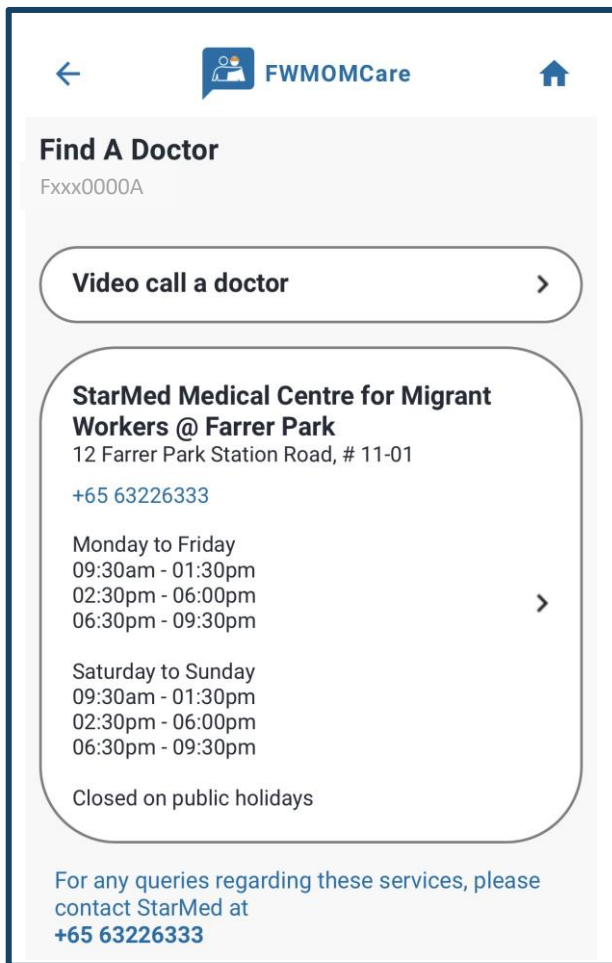 FWMOMCare
Find A Doctor
Fxxx0000A
Video call a doctor
StarMed Medical Centre for Migrant
Workers @ Farrer Park
12 Farrer Park Station Road, # 11-01
+65 63226333
Monday to Friday
09:30am - 01:30pm
02:30pm - 06:00pm
06:30pm - 09:30pm
Saturday to Sunday
09:30am - 01:30pm
02:30pm - 06:00pm
06:30pm - 09:30pm
Closed on public holidays
For any queries regarding these services, please
contact StarMed at
+65 63226333